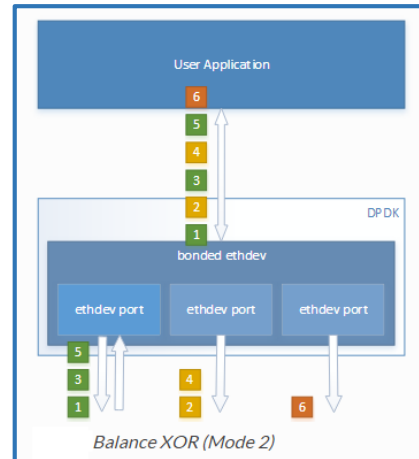 User Application
6
5
4
3
2
1
DPDK
bonded ethdev
ethdev port ethdev port ethdev port
5
3 4
1 2 6
Balance XOR (Mode 2)